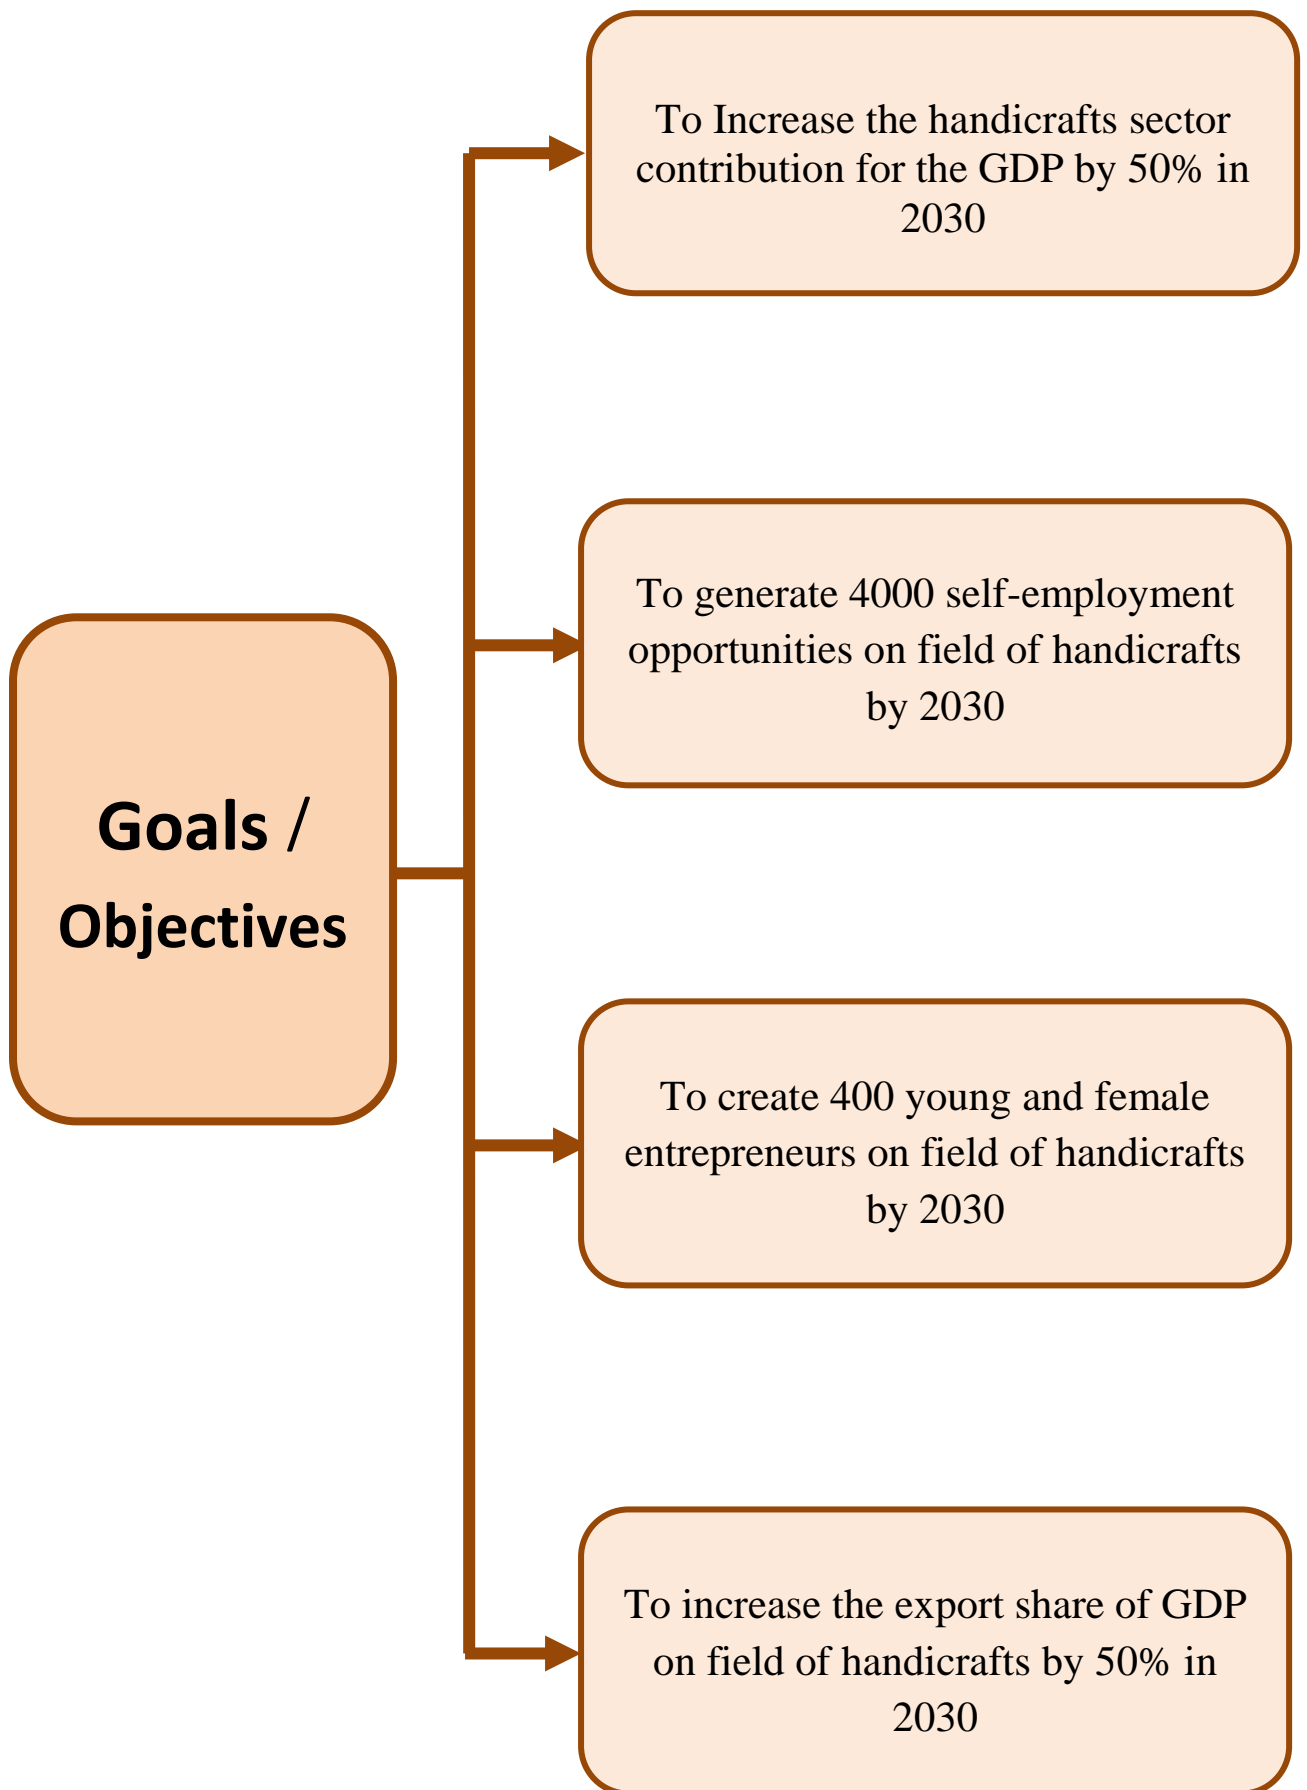 Goals /
Objectives
To Increase the handicrafts sector
contribution for the GDP by 50% in
2030
To generate 4000 self-employment
opportunities on field of handicrafts
by 2030
To create 400 young and female
entrepreneurs on field of handicrafts
by 2030
To increase the export share of GDP
on field of handicrafts by 50% in
2030